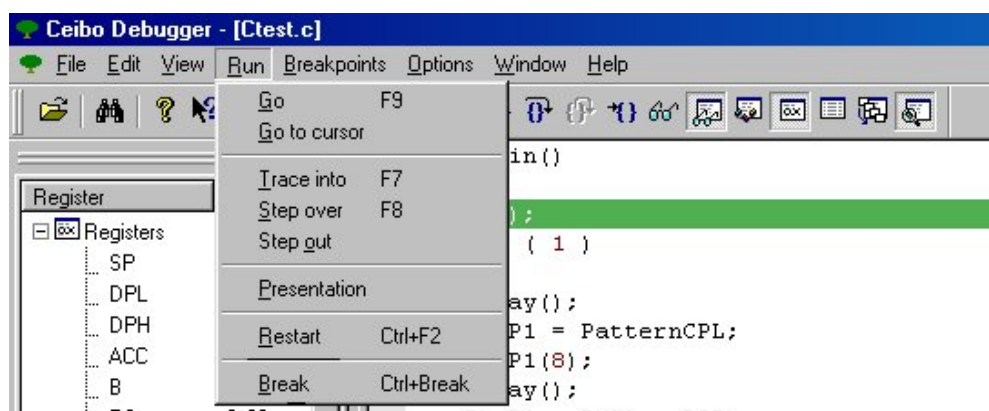 Ceibo Debugger - [Ctest.c]
File Edit View Run Breakpoints Options Window Help
Go F9
Go to cursor
in()
Trace into F7
Register
Step over F8
);
Registers
Step out
( 1 )
SP
DPL
Presentation
ay();
DPH
Restart Ctrl+F2
P1 = PatternCPL;
ACC
P1(8);
B
Break Ctrl+Break
ay();